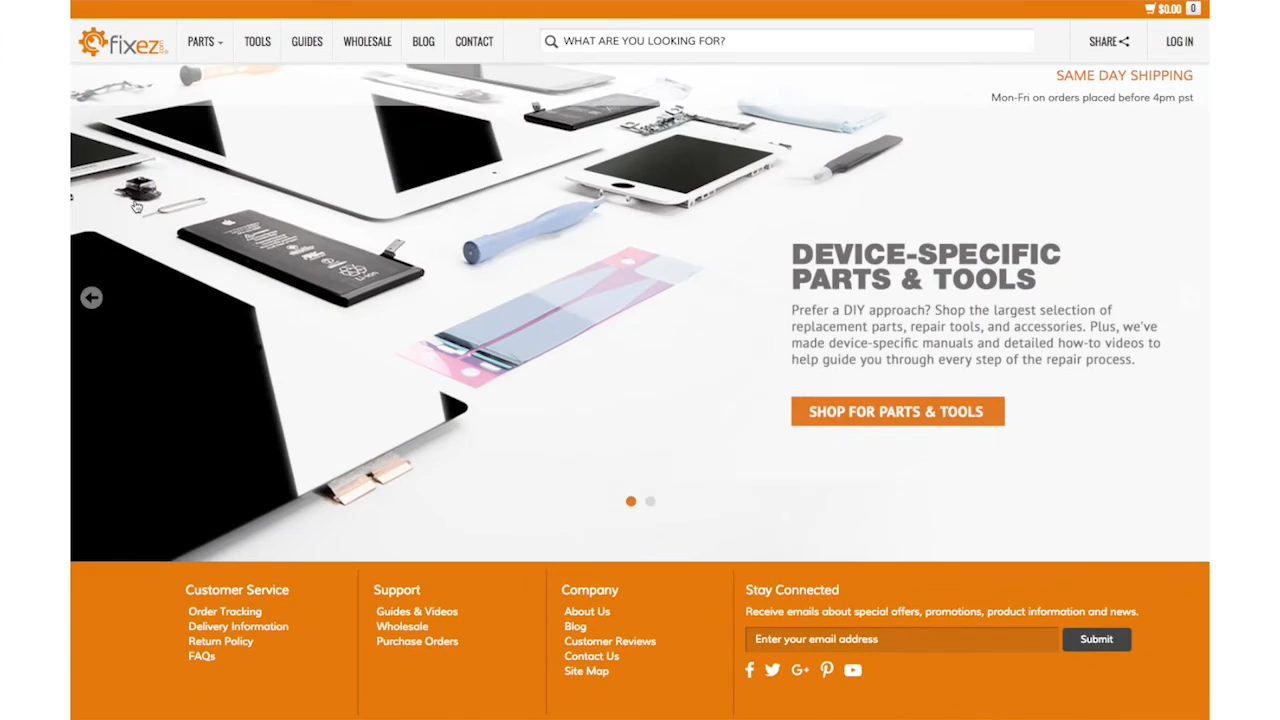 $0.00 0
fixez.com
PARTS
TOOLS
GUIDES
WHOLESALE
BLOG
CONTACT
WHAT ARE YOU LOOKING FOR?
SHARE
LOG IN
SAME DAY SHIPPING
Mon-Fri on orders placed before 4pm pst
Li-ion
DEVICE-SPECIFIC
PARTS & TOOLS
Prefer a DIY approach? Shop the largest selection of
replacement parts, repair tools, and accessories. Plus, we've
made device-specific manuals and detailed how-to videos to
help guide you through every step of the repair process.
SHOP FOR PARTS & TOOLS
Customer Service
Order Tracking
Delivery Information
Return Policy
FAQs
Support
Guides & Videos
Wholesale
Purchase Orders
Company
About Us
Blog
Customer Reviews
Contact Us
Site Map
Stay Connected
Receive emails about special offers, promotions, product information and news.
Enter your email address
Submit